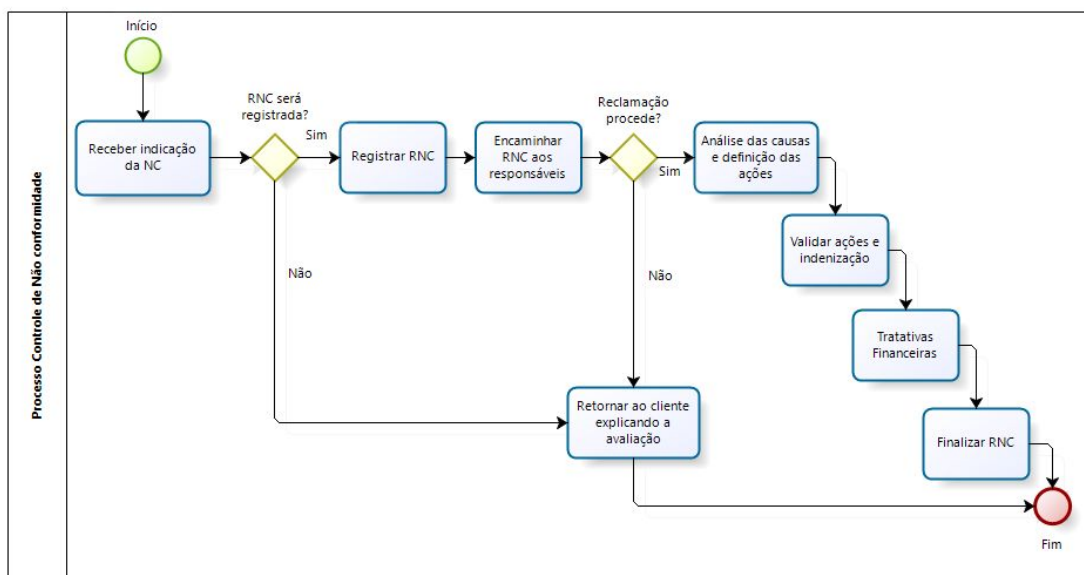 Processo Controle de Não conformidade
Início
Receber indicação
da NC
RNC será
registrada?
Sim
Não
Registrar RNC
Encaminhar
RNC aos
responsáveis
Reclamação
procede?
Sim
Não
Análise das causas
e definição das
ações
Validar ações e
indenização
Tratativas
Financeiras
Finalizar RNC
Retornar ao cliente
explicando a
avaliação
Fim